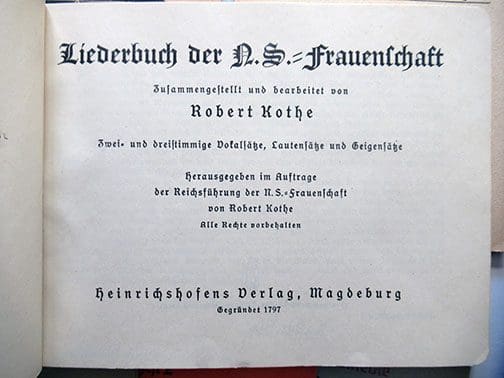 Liederbuch der N.S.=Frauenschaft
Zusammengestellt und bearbeitet von
Robert Kothe
Zwei= und dreistimmige Vokalsätze, Lautensätze und Geigensätze
Herausgegeben im Auftrage
der Reichsführung der N.S.=Frauenschaft
von Robert Kothe
Alle Rechte vorbehalten
Heinrichshofens Verlag, Magdeburg
Gegründet 1797